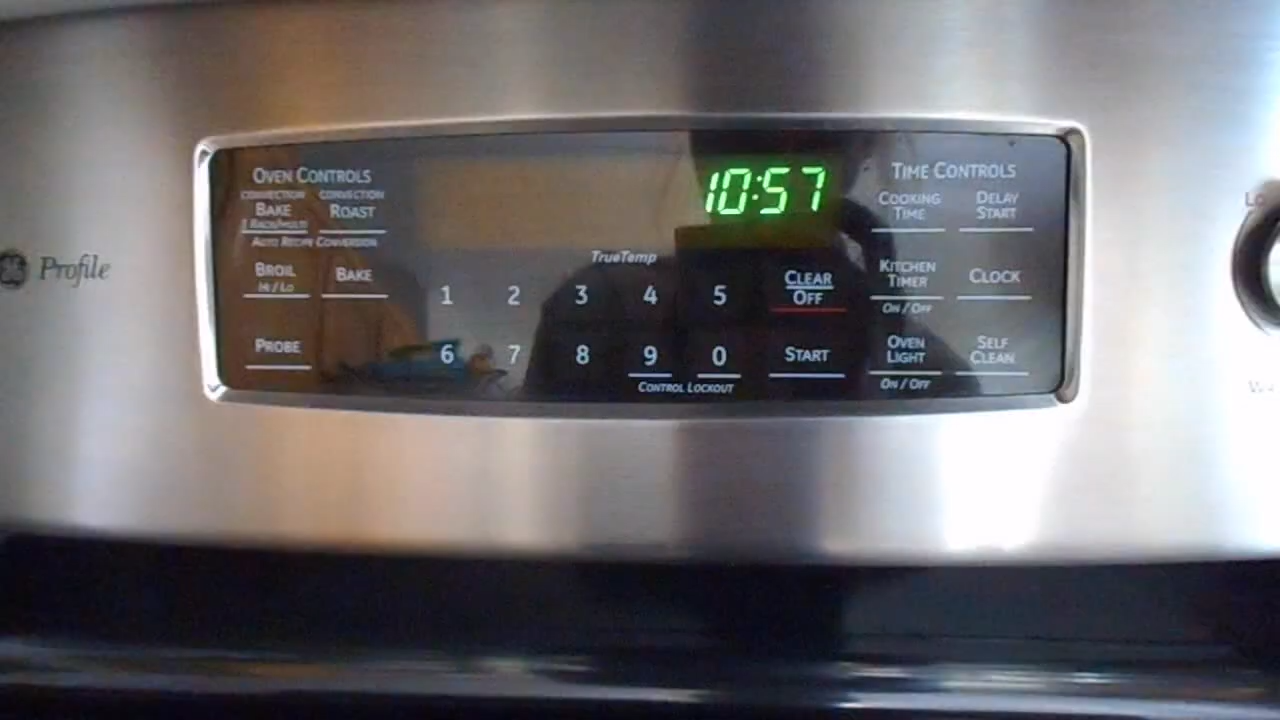 Profile
OVEN CONTROLS
CONVECTION BAKE
1 RACK/MULTI
CONVECTION ROAST
AUTO RECIPE CONVERSION
BROIL
HI / LO
BAKE
PROBE
10:57
TrueTemp
1 2 3 4 5
6 7 8 9 0
CONTROL LOCKOUT
CLEAR
OFF
START
TIME CONTROLS
COOKING
TIME
DELAY
START
KITCHEN
TIMER
ON / OFF
CLOCK
OVEN
LIGHT
ON / OFF
SELF
CLEAN